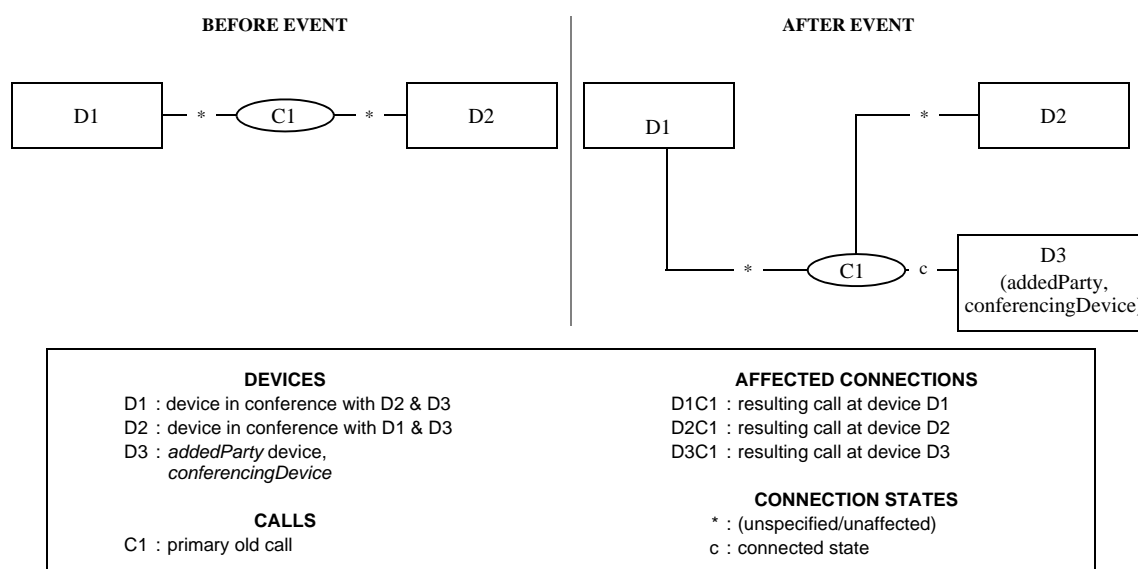 BEFORE EVENT
AFTER EVENT
D1
*
C1
*
D2
D1
*
D2
*
C1
c
D3
(addedParty,
conferencingDevice)
DEVICES
D1 : device in conference with D2 & D3
D2 : device in conference with D1 & D3
D3 : addedParty device,
conferencingDevice
CALLS
C1 : primary old call
AFFECTED CONNECTIONS
D1C1 : resulting call at device D1
D2C1 : resulting call at device D2
D3C1 : resulting call at device D3
CONNECTION STATES
* : (unspecified/unaffected)
c : connected state